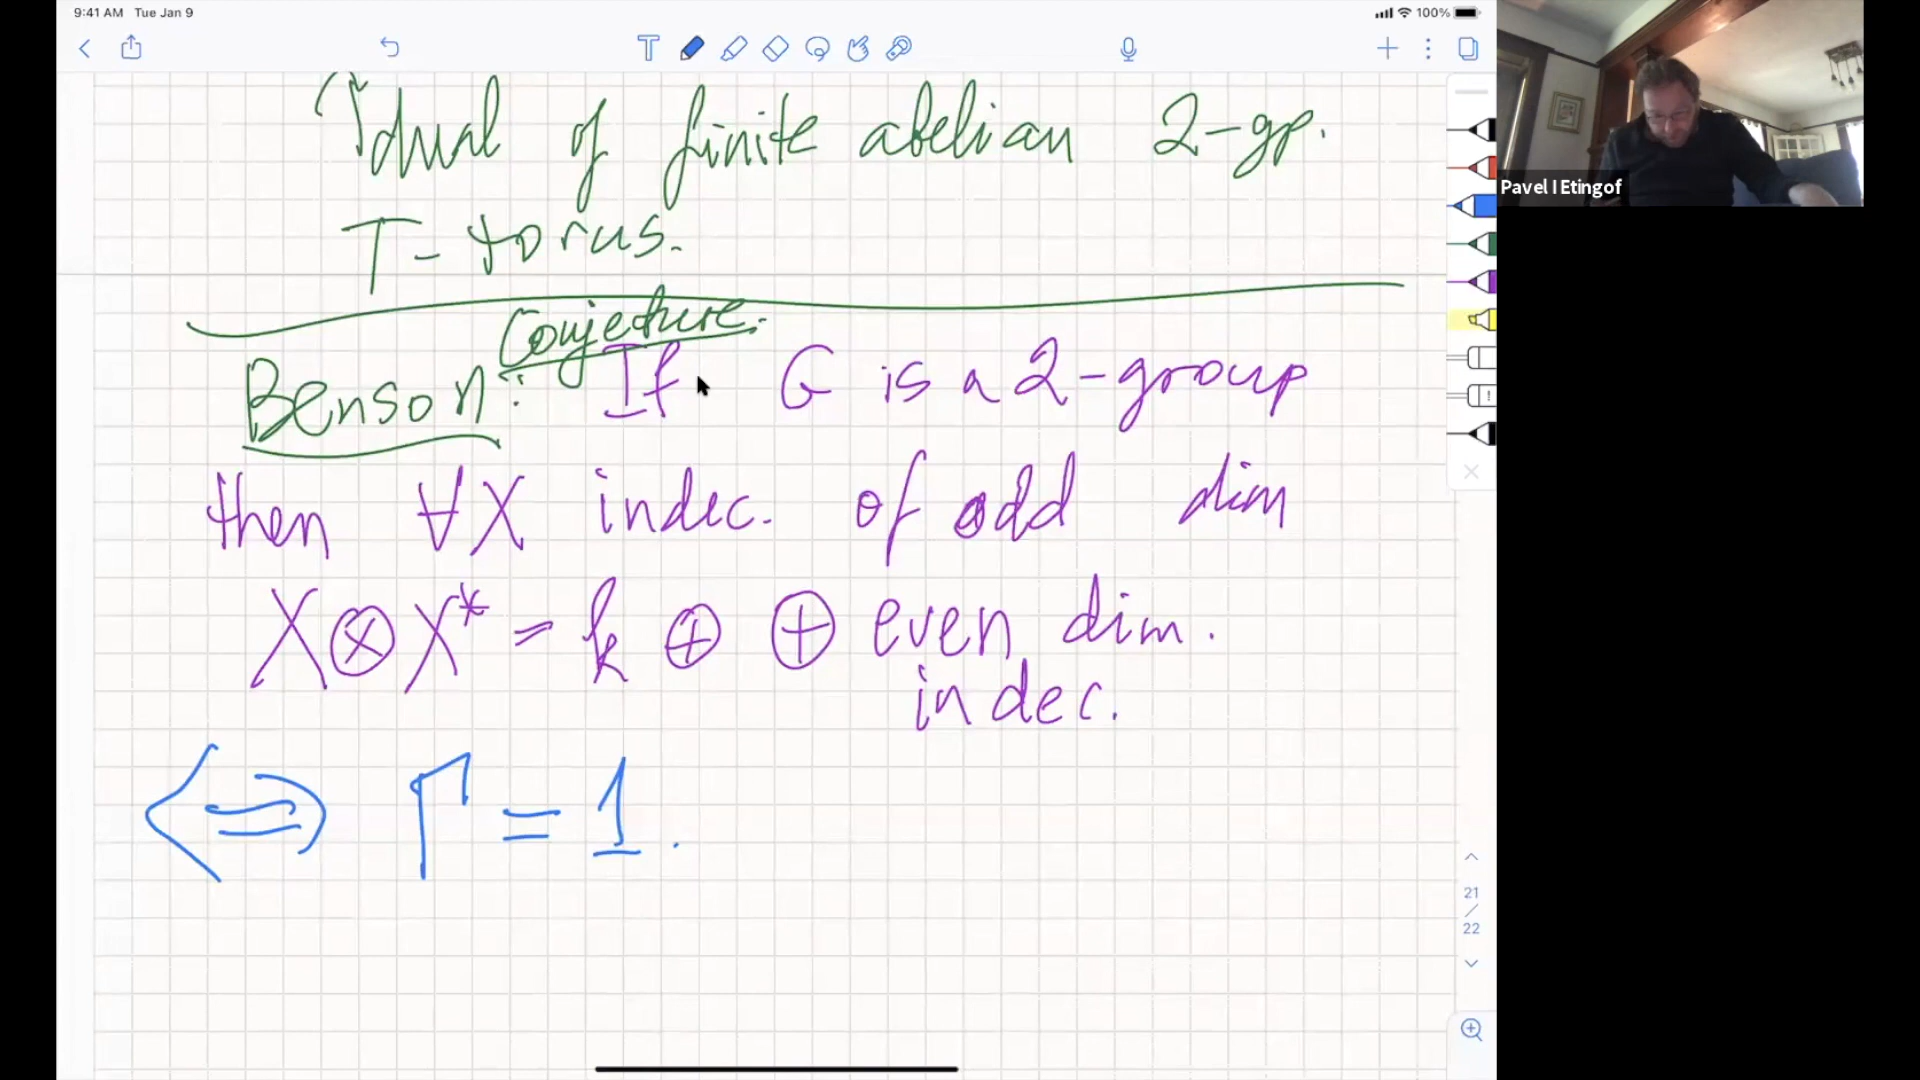 9:41 AM Tue Jan 9
100%
Pavel I Etingof
dual of finite abelian 2-gp.
T - torus.
Conjecture.
Benson: If G is a 2-group
then ∀X indec. of odd dim
X⊗X* = k ⊕ ⊕ even dim.
indec.
⟺ Γ = 1.
21
/
22